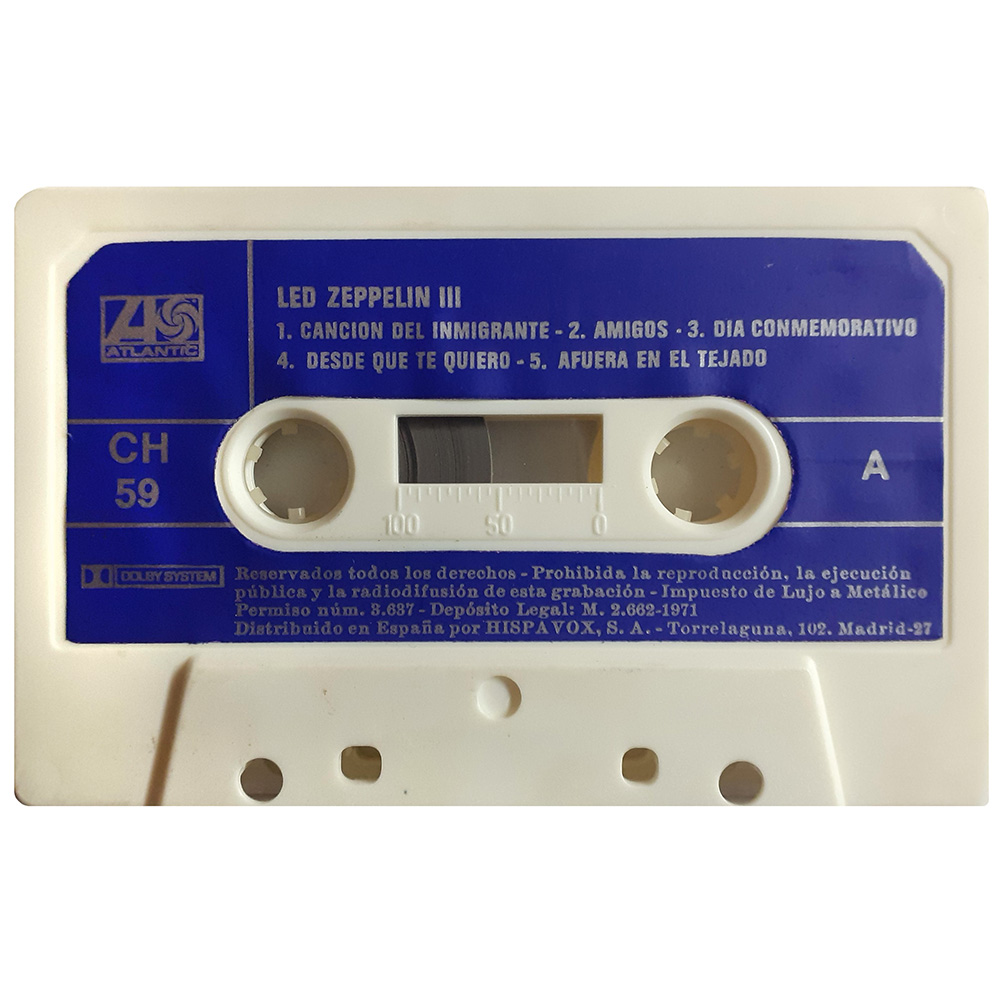 LED ZEPPELIN III
1. CANCION DEL INMIGRANTE - 2. AMIGOS - 3. DIA CONMEMORATIVO
4. DESDE QUE TE QUIERO - 5. AFUERA EN EL TEJADO
ATLANTIC
CH
59
A
100 50 0
DOLBY SYSTEM
Reservados todos los derechos - Prohibida la reproducción, la ejecución
pública y la radiodifusión de esta grabación - Impuesto de Lujo a Metálico
Permiso núm. 3.637 - Depósito Legal: M. 2.662-1971
Distribuido en España por HISPAVOX, S. A. - Torrelaguna, 102. Madrid-27